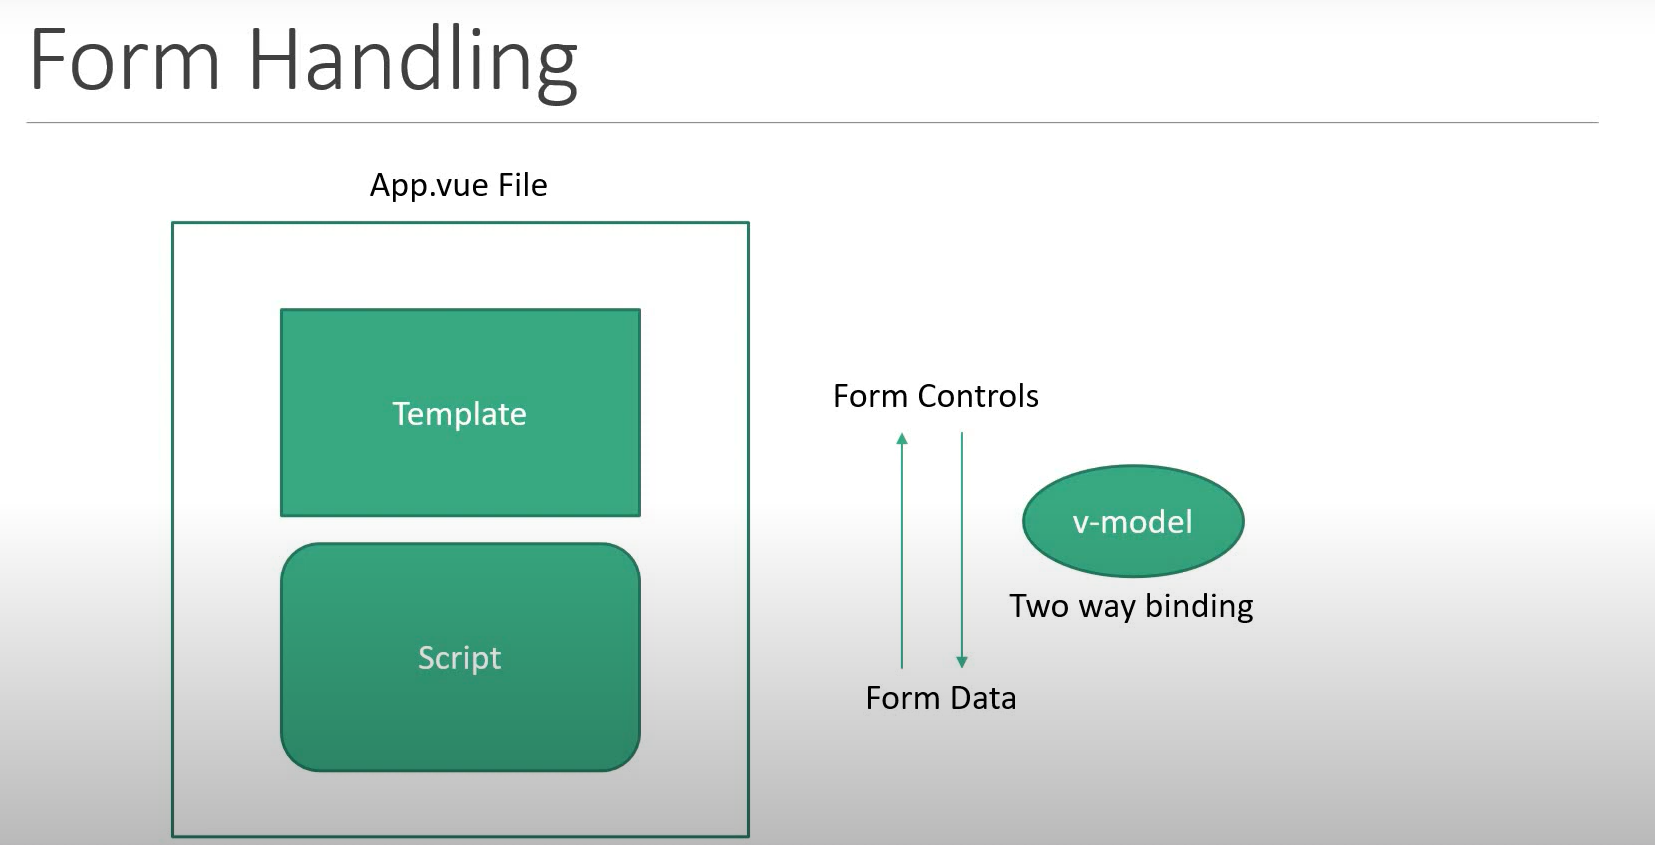 Form Handling
App.vue File
Template
Script
Form Controls
v-model
Two way binding
Form Data